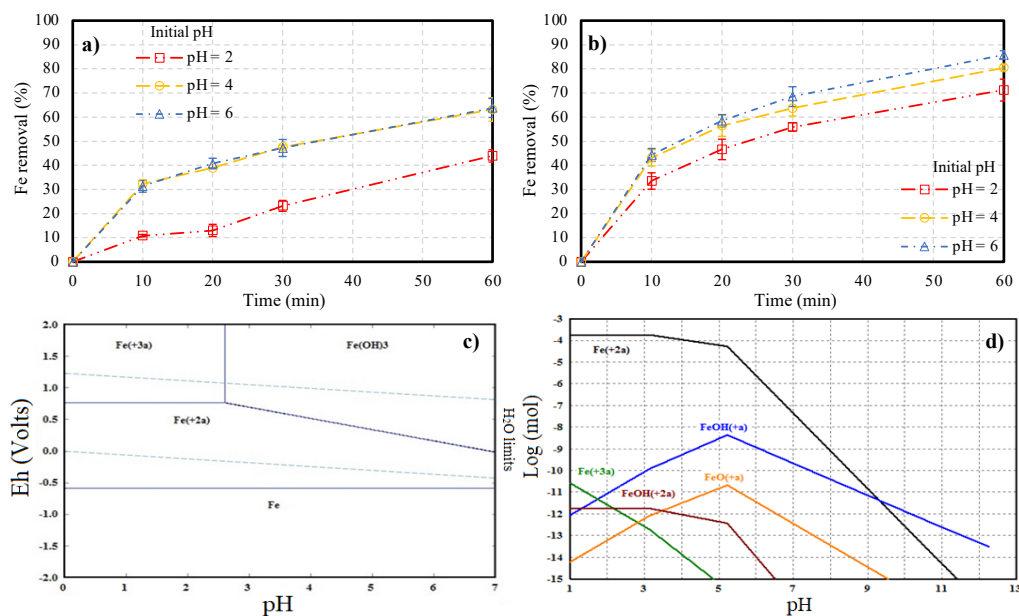 a)
Initial pH
pH = 2
pH = 4
pH = 6
Fe removal (%)
100
90
80
70
60
50
40
30
20
10
0
0 10 20 30 40 50 60
Time (min)
b)
Initial pH
pH = 2
pH = 4
pH = 6
Fe removal (%)
100
90
80
70
60
50
40
30
20
10
0
0 10 20 30 40 50 60
Time (min)
c)
Eh (Volts)
2.0
1.5
1.0
0.5
0.0
-0.5
-1.0
-1.5
-2.0
Fe(+3a)
Fe(OH)3
Fe(+2a)
Fe
H₂O limits
0 1 2 3 4 5 6 7
pH
d)
Log (mol)
-3
-4
-5
-6
-7
-8
-9
-10
-11
-12
-13
-14
-15
Fe(+2a)
FeOH(+a)
Fe(+3a)
FeO(+a)
FeOH(+2a)
1 3 5 7 9 11 13
pH